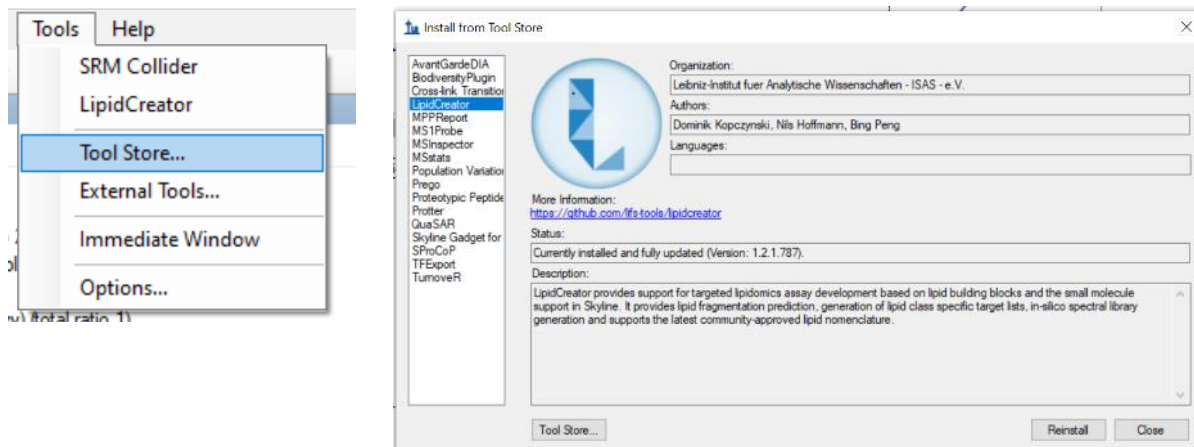 Tools Help
SRM Collider
LipidCreator
Tool Store...
External Tools...
Immediate Window
Options...
(total ratio 1)
Install from Tool Store
AvantGardeDIA
BiodiversityPlugin
Cross-link Transition
LipidCreator
MPPReport
MS1Probe
MSInspector
MSstats
Population Variation
Prego
Proteotypic Peptide
Protter
QuaSAR
Skyline Gadget for
SProCoP
TFExport
TurnoveR
Organization:
Leibniz-Institut fuer Analytische Wissenschaften - ISAS - e.V.
Authors:
Dominik Kopczynski, Nils Hoffmann, Bing Peng
Languages:
More Information:
https://github.com/lifs-tools/lipidcreator
Status:
Currently installed and fully updated (Version: 1.2.1.787).
Description:
LipidCreator provides support for targeted lipidomics assay development based on lipid building blocks and the small molecule
support in Skyline. It provides lipid fragmentation prediction, generation of lipid class specific target lists, in-silico spectral library
generation and supports the latest community-approved lipid nomenclature.
Tool Store... Reinstall Close